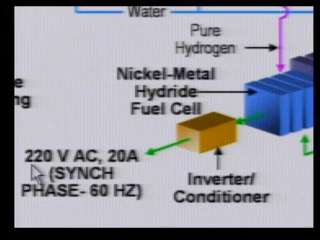 Water
Pure
Hydrogen
Nickel-Metal
Hydride
Fuel Cell
e
ng
220 V AC, 20A
(SYNCH
PHASE- 60 HZ)
Inverter/
Conditioner